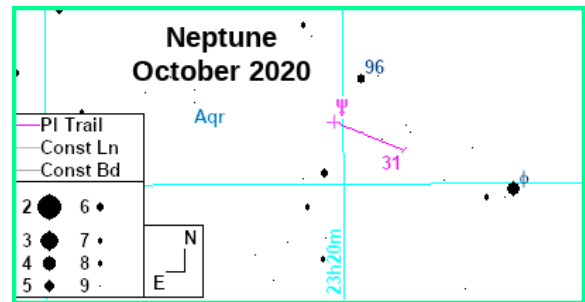 Neptune
October 2020
96
Ψ
Aqr
31
ϕ
Pl Trail
Const Ln
Const Bd
2 6
3 7
4 8
5 9
N
E
23h20m